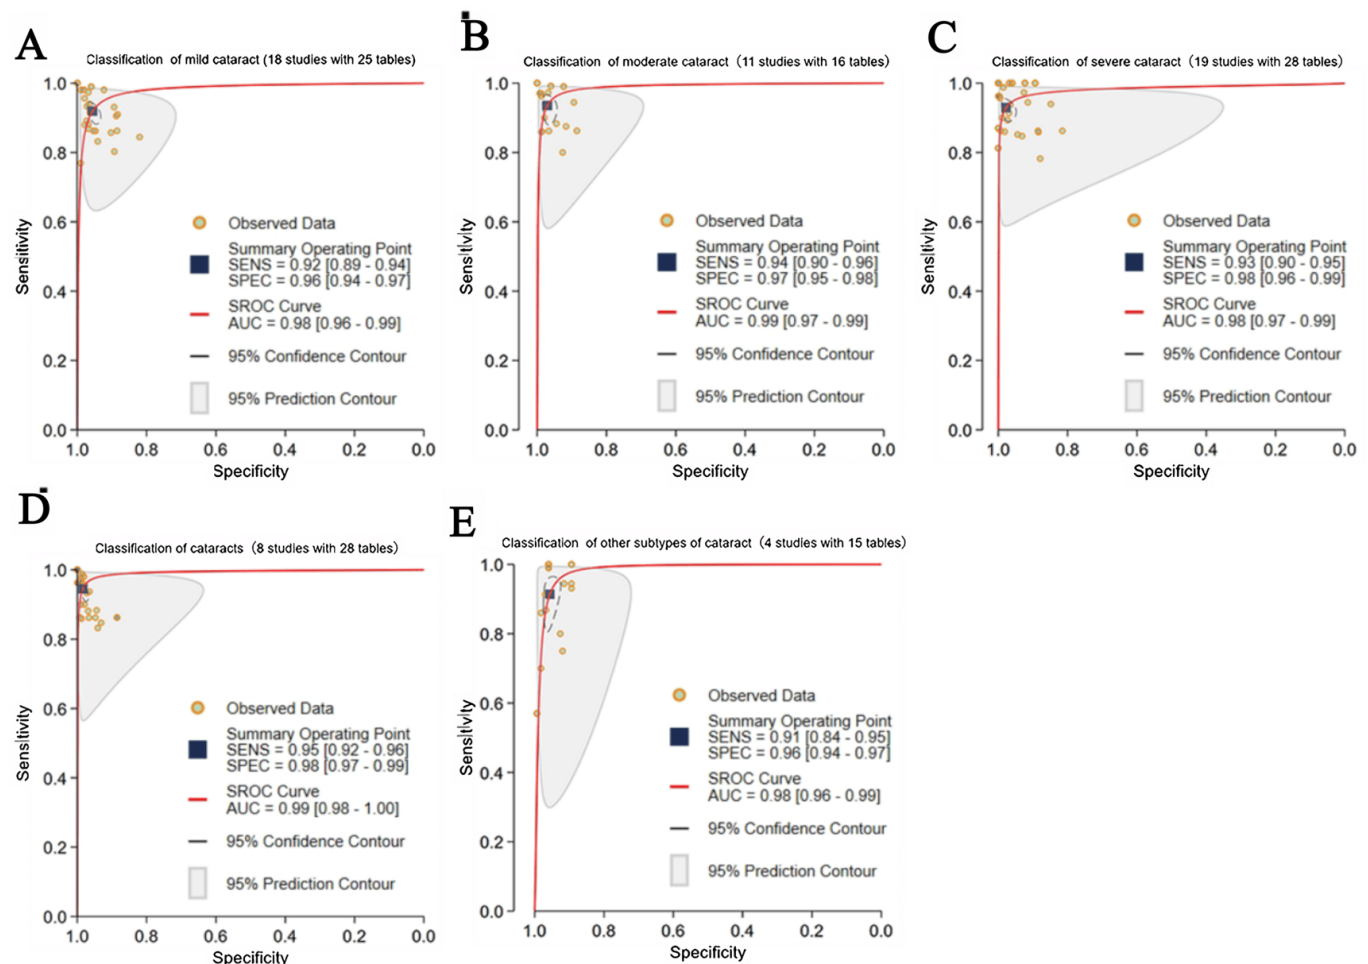 A
Classification of mild cataract (18 studies with 25 tables)
1.0
0.8
0.6
0.4
0.2
0.0
Sensitivity
Observed Data
Summary Operating Point
SENS = 0.92 [0.89 - 0.94]
SPEC = 0.96 [0.94 - 0.97]
SROC Curve
AUC = 0.98 [0.96 - 0.99]
95% Confidence Contour
95% Prediction Contour
1.0 0.8 0.6 0.4 0.2 0.0
Specificity
B
Classification of moderate cataract (11 studies with 16 tables)
1.0
0.8
0.6
0.4
0.2
0.0
Sensitivity
Observed Data
Summary Operating Point
SENS = 0.94 [0.90 - 0.96]
SPEC = 0.97 [0.95 - 0.98]
SROC Curve
AUC = 0.99 [0.97 - 0.99]
95% Confidence Contour
95% Prediction Contour
1.0 0.8 0.6 0.4 0.2 0.0
Specificity
C
Classification of severe cataract (19 studies with 28 tables)
1.0
0.8
0.6
0.4
0.2
0.0
Sensitivity
Observed Data
Summary Operating Point
SENS = 0.93 [0.90 - 0.95]
SPEC = 0.98 [0.96 - 0.99]
SROC Curve
AUC = 0.98 [0.97 - 0.99]
95% Confidence Contour
95% Prediction Contour
1.0 0.8 0.6 0.4 0.2 0.0
Specificity
D
Classification of cataracts (8 studies with 28 tables)
1.0
0.8
0.6
0.4
0.2
0.0
Sensitivity
Observed Data
Summary Operating Point
SENS = 0.95 [0.92 - 0.96]
SPEC = 0.98 [0.97 - 0.99]
SROC Curve
AUC = 0.99 [0.98 - 1.00]
95% Confidence Contour
95% Prediction Contour
1.0 0.8 0.6 0.4 0.2 0.0
Specificity
E
Classification of other subtypes of cataract (4 studies with 15 tables)
1.0
0.8
0.6
0.4
0.2
0.0
Sensitivity
Observed Data
Summary Operating Point
SENS = 0.91 [0.84 - 0.95]
SPEC = 0.96 [0.94 - 0.97]
SROC Curve
AUC = 0.98 [0.96 - 0.99]
95% Confidence Contour
95% Prediction Contour
1.0 0.8 0.6 0.4 0.2 0.0
Specificity